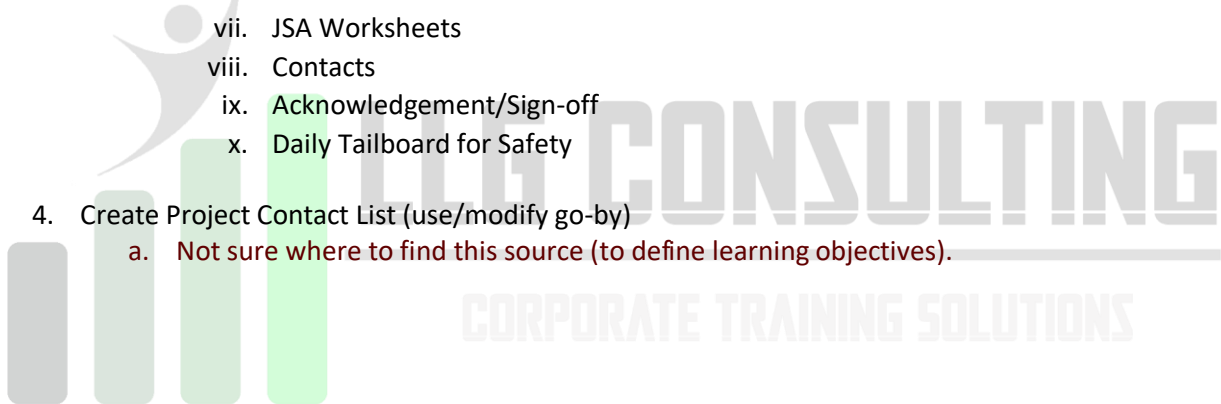 vii. JSA Worksheets
viii. Contacts
ix. Acknowledgement/Sign-off
x. Daily Tailboard for Safety
LLG CONSULTING
4. Create Project Contact List (use/modify go-by)
a. Not sure where to find this source (to define learning objectives).
CORPORATE TRAINING SOLUTIONS